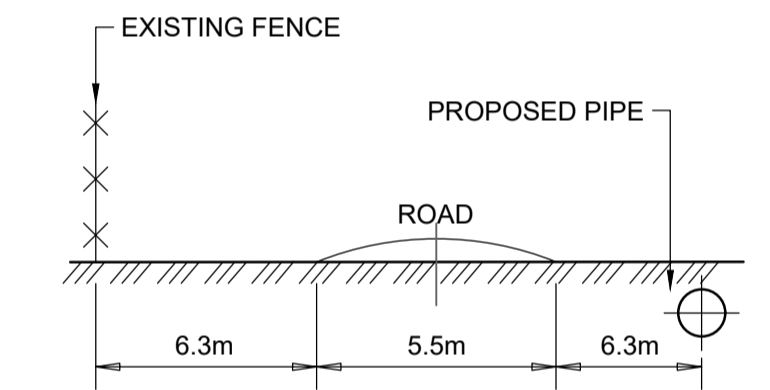 EXISTING FENCE
PROPOSED PIPE
ROAD
6.3m 5.5m 6.3m